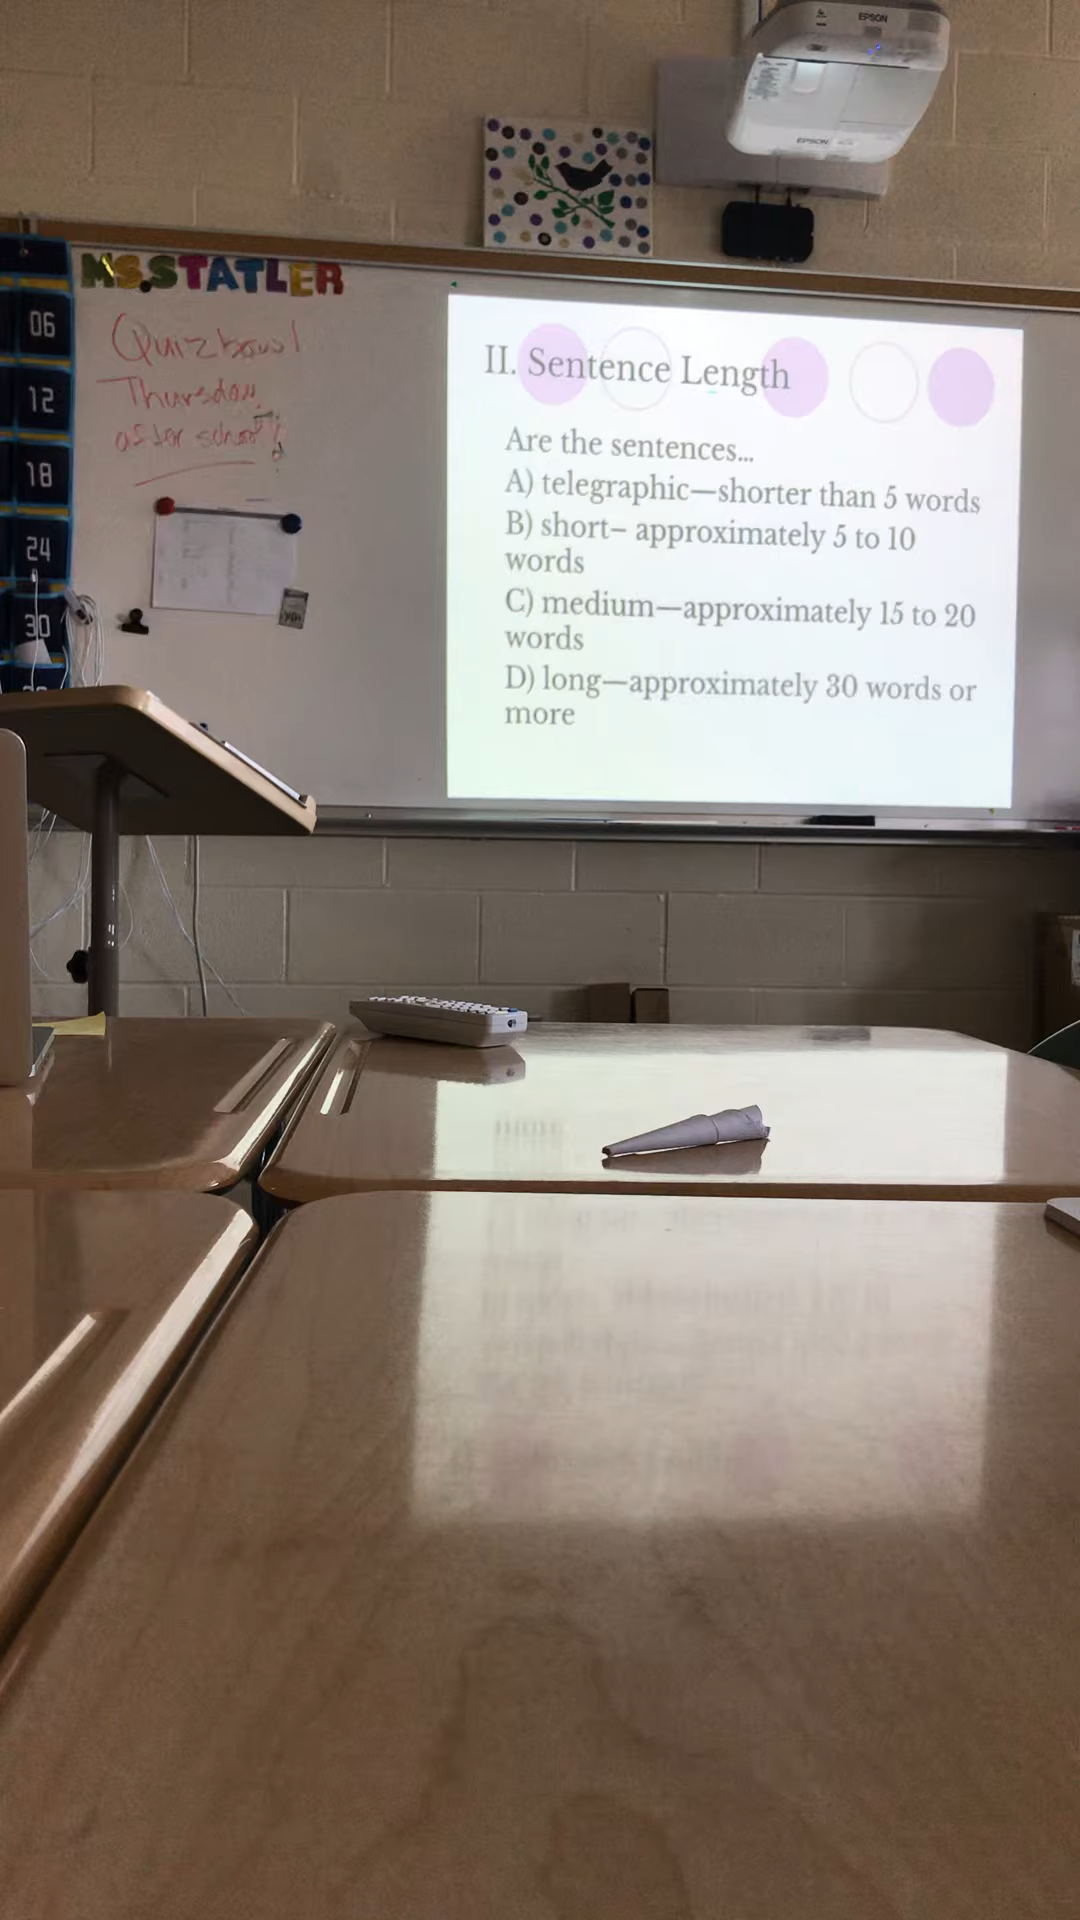 EPSON
EPSON
MS.STATLER
Quizbowl
Thursday
after school!
06
12
18
24
30
II. Sentence Length
Are the sentences...
A) telegraphic—shorter than 5 words
B) short– approximately 5 to 10
words
C) medium—approximately 15 to 20
words
D) long—approximately 30 words or
more